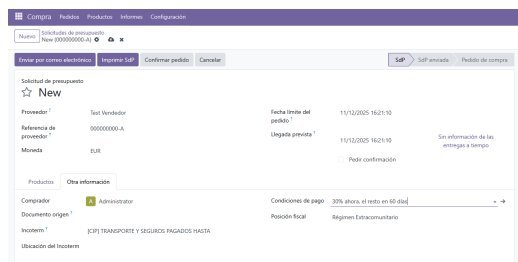 Compra Pedidos Productos Informes Configuración
Nuevo
Solicitudes de presupuesto
New (000000000-A)
Enviar por correo electrónico Imprimir SdP Confirmar pedido Cancelar SdP SdP enviada Pedido de compra
Solicitud de presupuesto
New
Proveedor ? Test Vendedor
Referencia de proveedor ? 000000000-A
Moneda EUR
Fecha límite del pedido ? 11/12/2025 16:21:10
Llegada prevista ? 11/12/2025 16:21:10
Sin información de las entregas a tiempo
Pedir confirmación
Productos Otra información
Comprador A Administrator
Documento origen ?
Incoterm ? [CIP] TRANSPORTE Y SEGUROS PAGADOS HASTA
Ubicación del Incoterm
Condiciones de pago 30% ahora, el resto en 60 días
Posición fiscal Régimen Extracomunitario